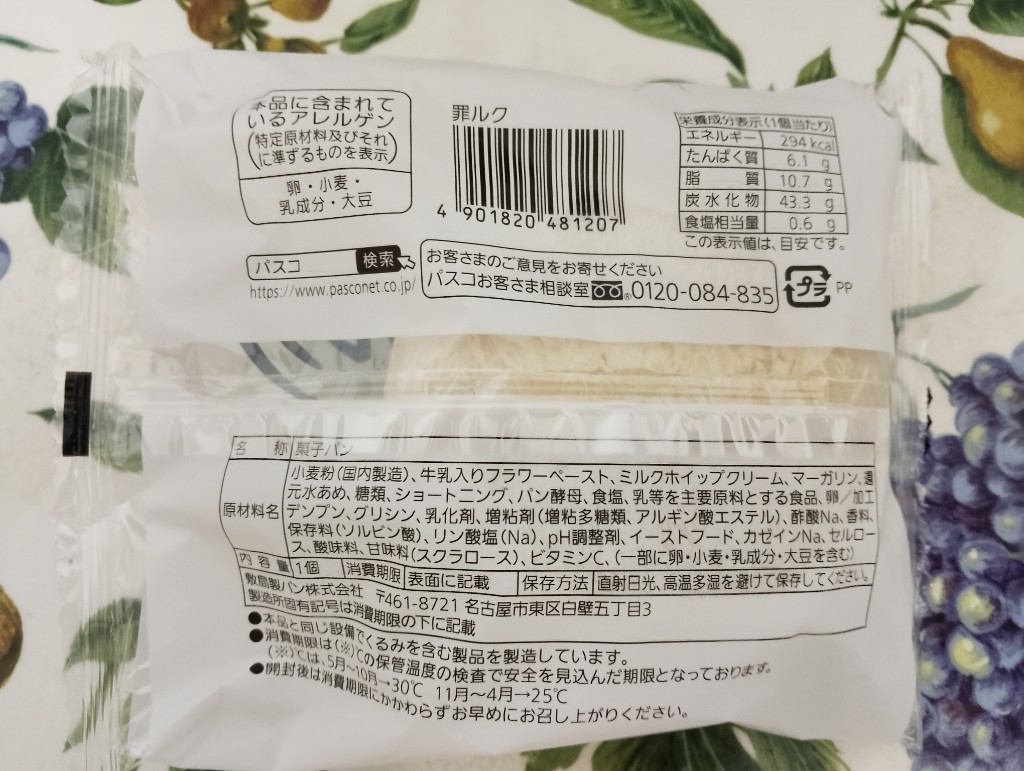 本品に含まれて
いるアレルゲン
(特定原材料及びそれ
に準ずるものを表示)
卵・小麦・
乳成分・大豆
罪ルク
4 901820 481207
栄養成分表示(1個当たり)
エネルギー 294 kcal
たんぱく質 6.1 g
脂質 10.7 g
炭水化物 43.3 g
食塩相当量 0.6 g
この表示値は、目安です。
パスコ 検索
https://www.pasconet.co.jp/
お客さまのご意見をお寄せください
パスコお客さま相談室 ®0120-084-835
プラ PP
名称 菓子パン
原材料名 小麦粉(国内製造)、牛乳入りフラワーペースト、ミルクホイップクリーム、マーガリン、還
元水あめ、糖類、ショートニング、パン酵母、食塩、乳等を主要原料とする食品、卵/加工
デンプン、グリシン、乳化剤、増粘剤(増粘多糖類、アルギン酸エステル)、酢酸Na、香料、
保存料(ソルビン酸)、リン酸塩(Na)、pH調整剤、イーストフード、カゼインNa、セルロー
ス、酸味料、甘味料(スクラロース)、ビタミンC、(一部に卵・小麦・乳成分・大豆を含む)
内容量 1個 消費期限 表面に記載 保存方法 直射日光、高温多湿を避けて保存してください。
敷島製パン株式会社 〒461-8721 名古屋市東区白壁五丁目3
製造所固有記号は消費期限の下に記載
●本品と同じ設備でくるみを含む製品を製造しています。
●消費期限は(※)での保管温度の検査で安全を見込んだ期限となっております。
(※)では、5月〜10月→30℃ 11月〜4月→25℃
●開封後は消費期限にかかわらずお早めにお召し上がりください。